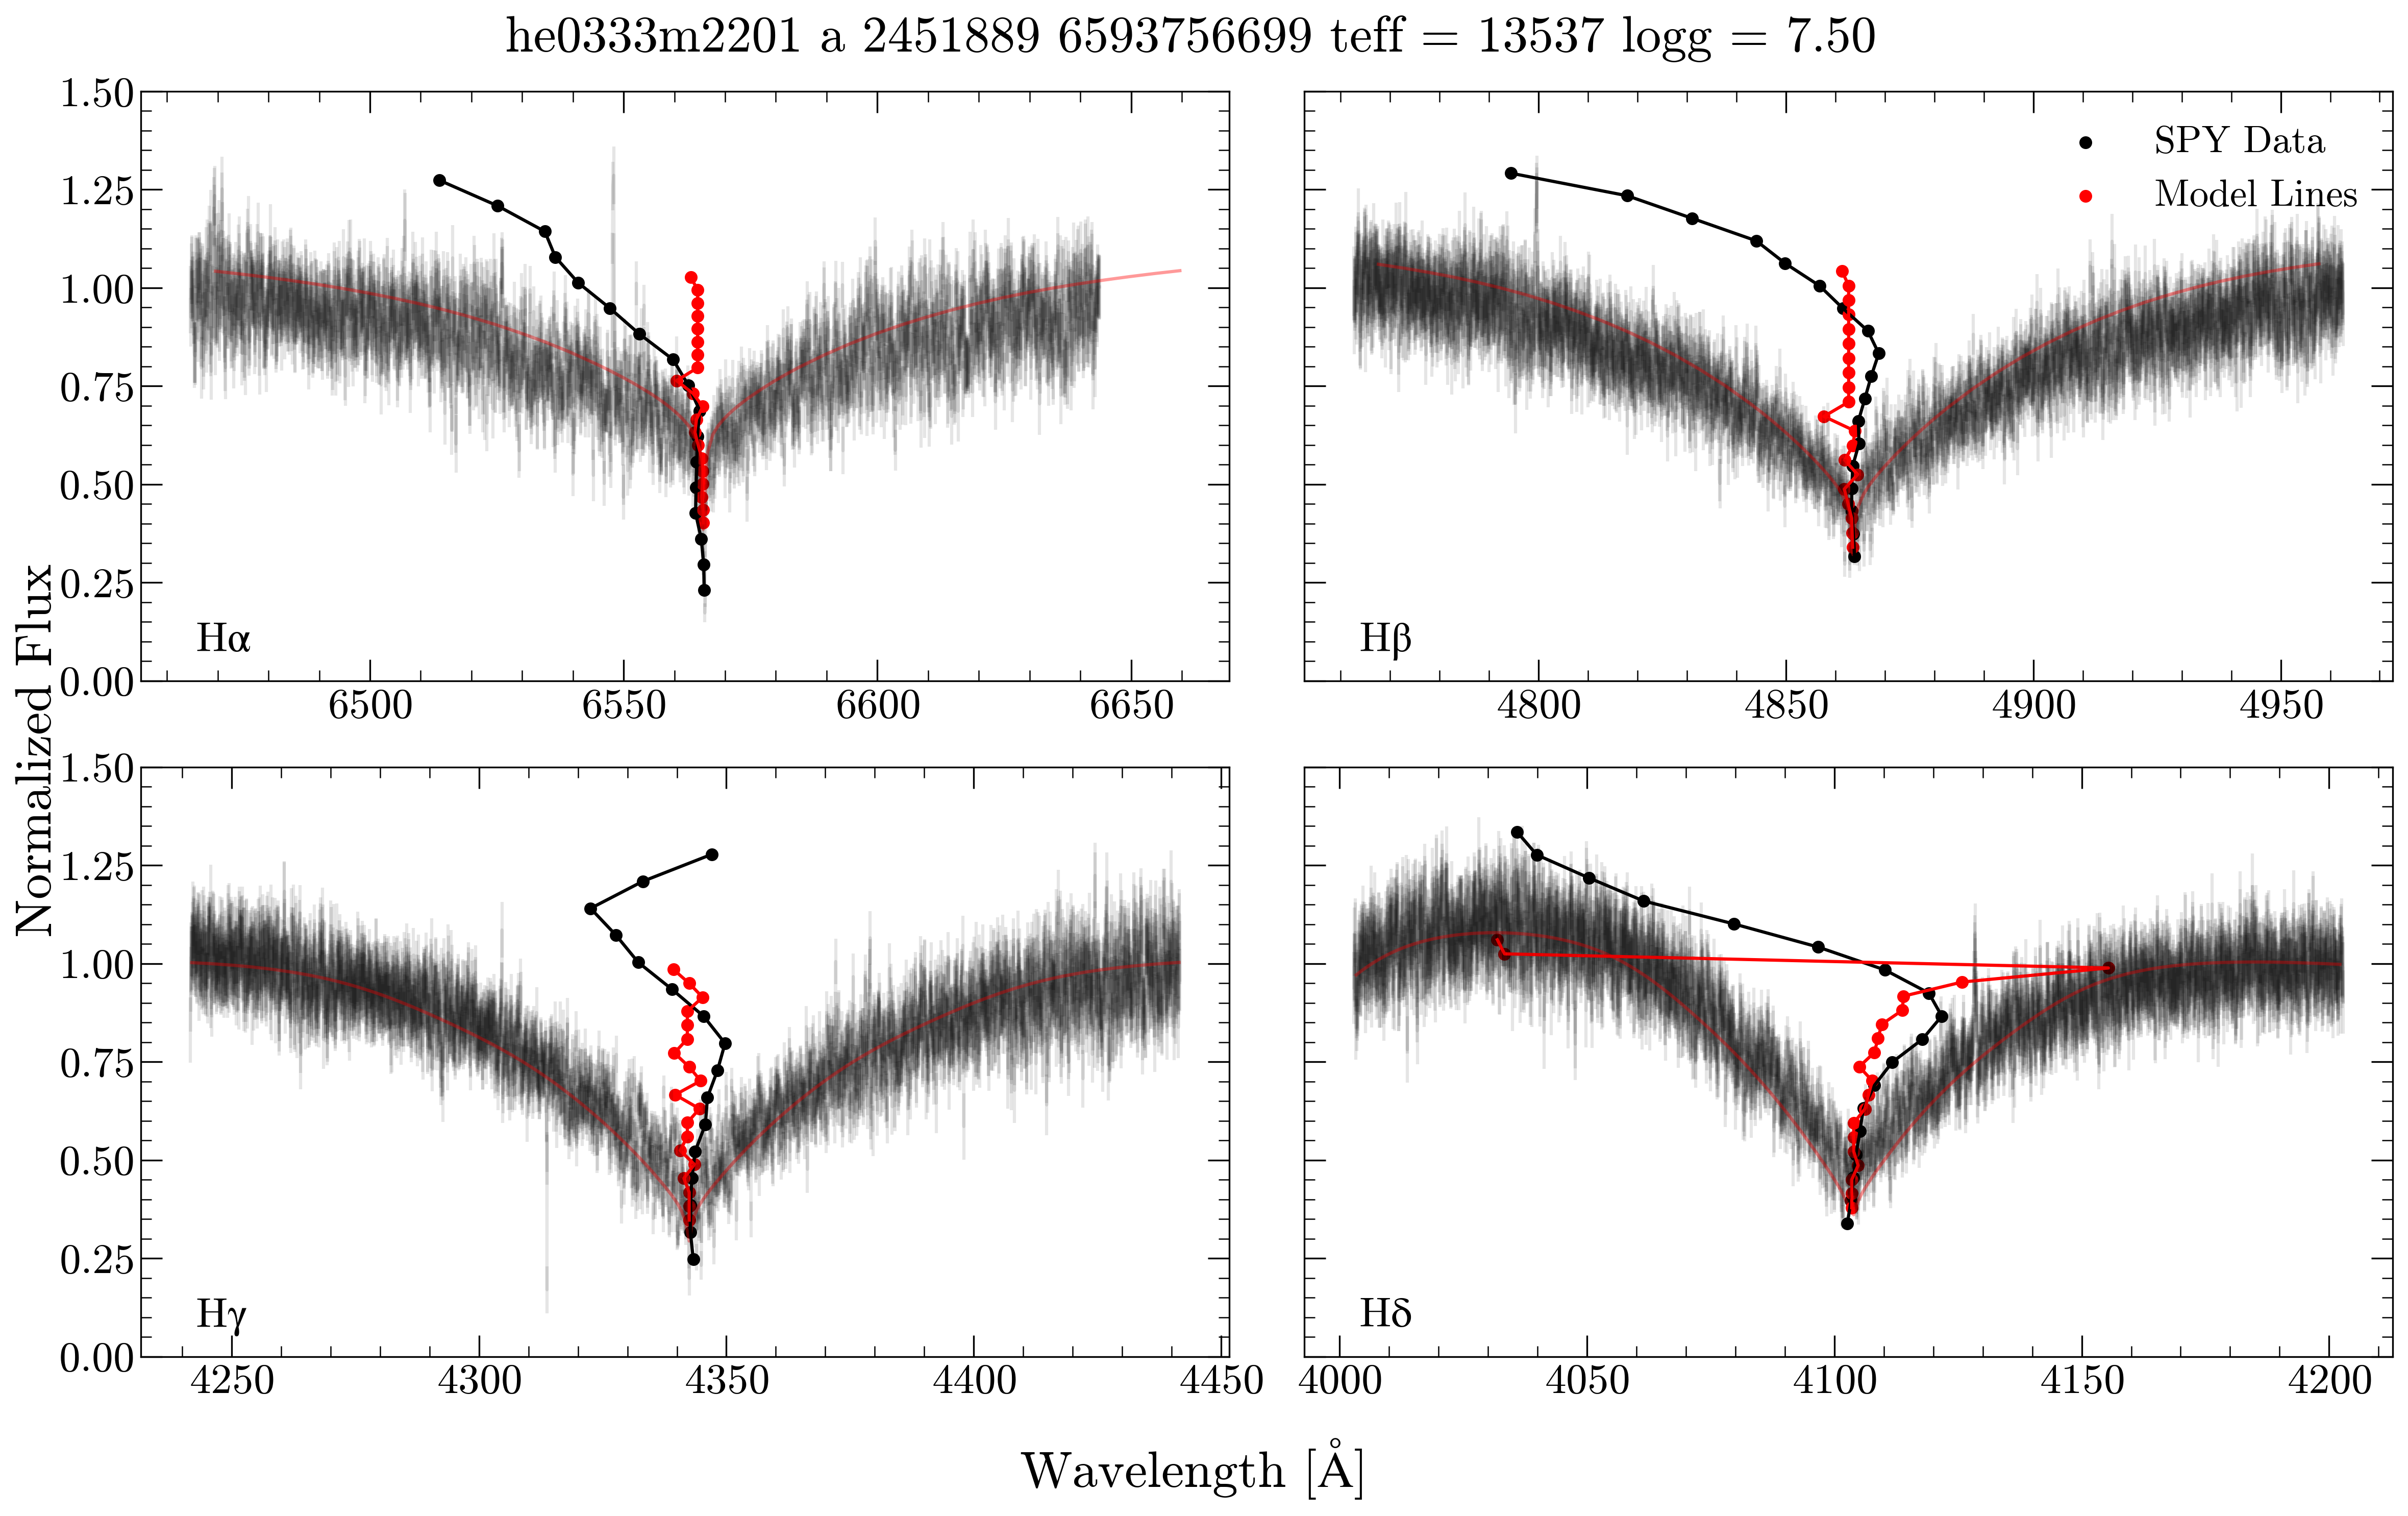 he0333m2201 a 2451889 6593756699 teff = 13537 logg = 7.50
1.50
1.25
1.00
0.75
0.50
0.25
0.00
Hα
6500 6550 6600 6650
SPY Data
Model Lines
Hβ
4800 4850 4900 4950
Normalized Flux
1.50
1.25
1.00
0.75
0.50
0.25
0.00
Hγ
4250 4300 4350 4400 4450
Hδ
4000 4050 4100 4150 4200
Wavelength [Å]